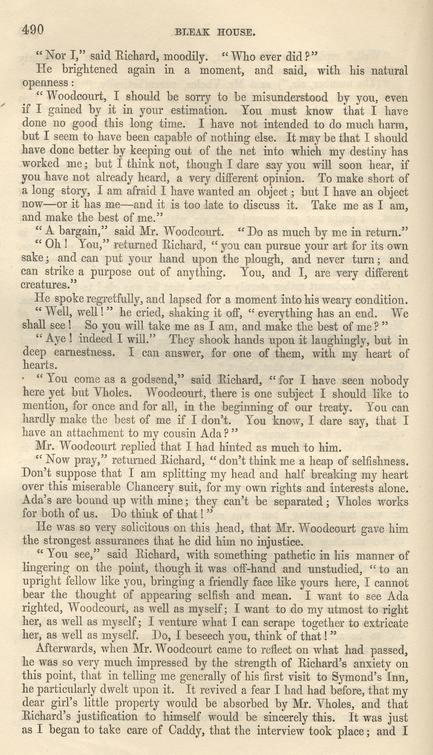 490 BLEAK HOUSE.
“Nor I,” said Richard, moodily. “Who ever did?”
He brightened again in a moment, and said, with his natural
openness:
“Woodcourt, I should be sorry to be misunderstood by you, even
if I gained by it in your estimation. You must know that I have
done no good this long time. I have not intended to do much harm,
but I seem to have been capable of nothing else. It may be that I should
have done better by keeping out of the net into which my destiny has
worked me; but I think not, though I dare say you will soon hear, if
you have not already heard, a very different opinion. To make short of
a long story, I am afraid I have wanted an object; but I have an object
now—or it has me—and it is too late to discuss it. Take me as I am,
and make the best of me.”
“A bargain,” said Mr. Woodcourt. “Do as much by me in return.”
“Oh! You,” returned Richard, “you can pursue your art for its own
sake; and can put your hand upon the plough, and never turn; and
can strike a purpose out of anything. You, and I, are very different
creatures.”
He spoke regretfully, and lapsed for a moment into his weary condition.
“Well, well!” he cried, shaking it off, “everything has an end. We
shall see! So you will take me as I am, and make the best of me?”
“Aye! indeed I will.” They shook hands upon it laughingly, but in
deep earnestness. I can answer, for one of them, with my heart of
hearts.
“You come as a godsend,” said Richard, “for I have seen nobody
here yet but Vholes. Woodcourt, there is one subject I should like to
mention, for once and for all, in the beginning of our treaty. You can
hardly make the best of me if I don't. You know, I dare say, that I
have an attachment to my cousin Ada?”
Mr. Woodcourt replied that I had hinted as much to him.
“Now pray,” returned Richard, “don't think me a heap of selfishness.
Don't suppose that I am splitting my head and half breaking my heart
over this miserable Chancery suit, for my own rights and interests alone.
Ada's are bound up with mine; they can't be separated; Vholes works
for both of us. Do think of that!”
He was so very solicitous on this head, that Mr. Woodcourt gave him
the strongest assurances that he did him no injustice.
“You see,” said Richard, with something pathetic in his manner of
lingering on the point, though it was off-hand and unstudied, “to an
upright fellow like you, bringing a friendly face like yours here, I cannot
bear the thought of appearing selfish and mean. I want to see Ada
righted, Woodcourt, as well as myself; I want to do my utmost to right
her, as well as myself; I venture what I can scrape together to extricate
her, as well as myself. Do, I beseech you, think of that!”
Afterwards, when Mr. Woodcourt came to reflect on what had passed,
he was so very much impressed by the strength of Richard's anxiety on
this point, that in telling me generally of his first visit to Symond's Inn,
he particularly dwelt upon it. It revived a fear I had had before, that my
dear girl's little property would be absorbed by Mr. Vholes, and that
Richard's justification to himself would be sincerely this. It was just
as I began to take care of Caddy, that the interview took place; and I